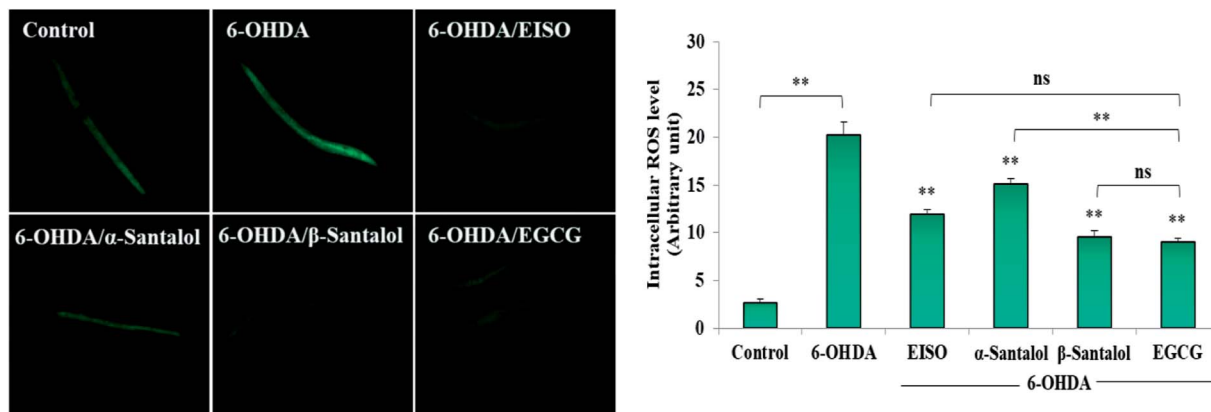 Control
6-OHDA
6-OHDA/EISO
6-OHDA/α-Santalol
6-OHDA/β-Santalol
6-OHDA/EGCG
Intracellular ROS level
(Arbitrary unit)
30
25
20
15
10
5
0
**
ns
**
ns
**
**
**
**
Control
6-OHDA
EISO
α-Santalol
β-Santalol
EGCG
6-OHDA